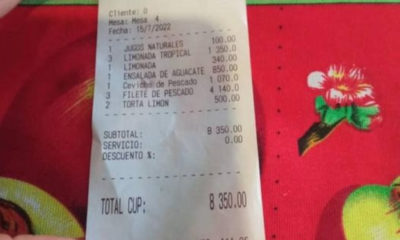 Cliente: 0
Mesa: Mesa 4
Fecha: 15/7/2022
1 JUGOS NATURALES 100.00
3 LIMONADA TROPICAL 1 350.0
1 LIMONADA 340.00
1 ENSALADA DE AGUACATE 850.00
1 Ceviche de Pescado 1 070.0
3 FILETE DE PESCADO 4 140.0
2 TORTA LIMON 500.00
SUBTOTAL: 8 350.00
SERVICIO: 0.00
DESCUENTO %:
TOTAL CUP: 8 350.00